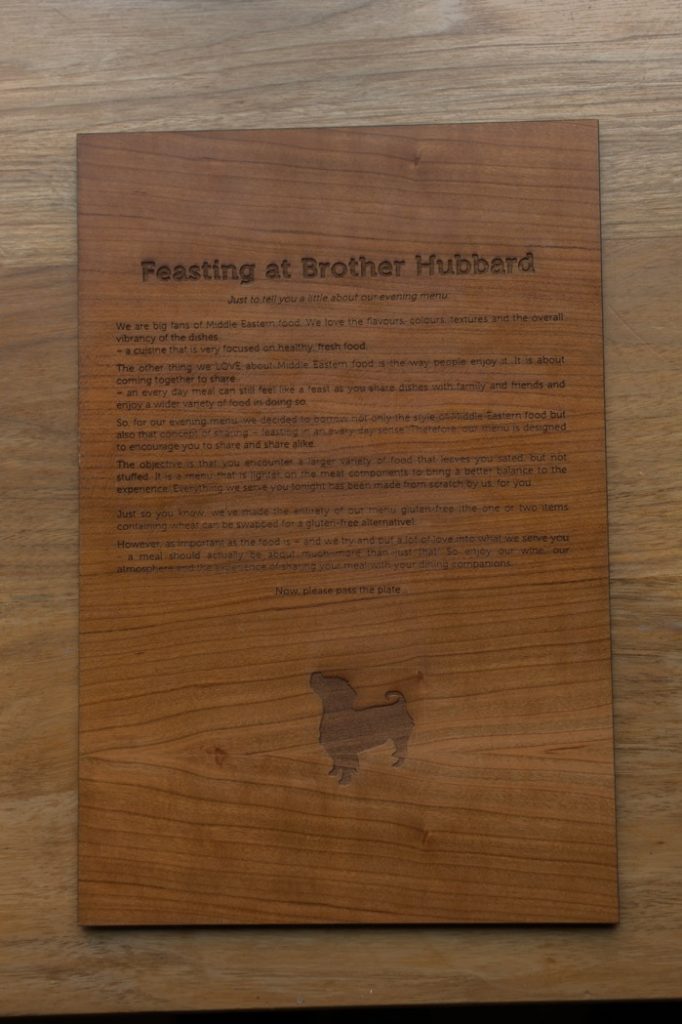 Feasting at Brother Hubbard
Just to tell you a little about our evening menu
We are big fans of Middle Eastern food. We love the flavours, colours, textures and the overall
vibrancy of the dishes
– a cuisine that is very focused on healthy, fresh food.
The other thing we LOVE about Middle Eastern food is the way people enjoy it. It is about
coming together to share
– an every day meal can still feel like a feast as you share dishes with family and friends and
enjoy a wider variety of food in doing so.
So, for our evening menu, we decided to borrow not only the style of Middle Eastern food but
also that concept of sharing – feasting in an every day sense. Therefore, our menu is designed
to encourage you to share and share alike.
The objective is that you encounter a larger variety of food that leaves you sated, but not
stuffed. It is a menu that is lighter on the meat components to bring a better balance to the
experience. Everything we serve you tonight has been made from scratch by us, for you.
Just so you know, we've made the entirety of our menu gluten-free (the one or two items
containing wheat can be swapped for a gluten-free alternative).
However, as important as the food is – and we try and put a lot of love into what we serve you
– a meal should actually be about much more than just that! So enjoy our wine, our
atmosphere and the experience of sharing your meal with your dining companions.
Now, please pass the plate...